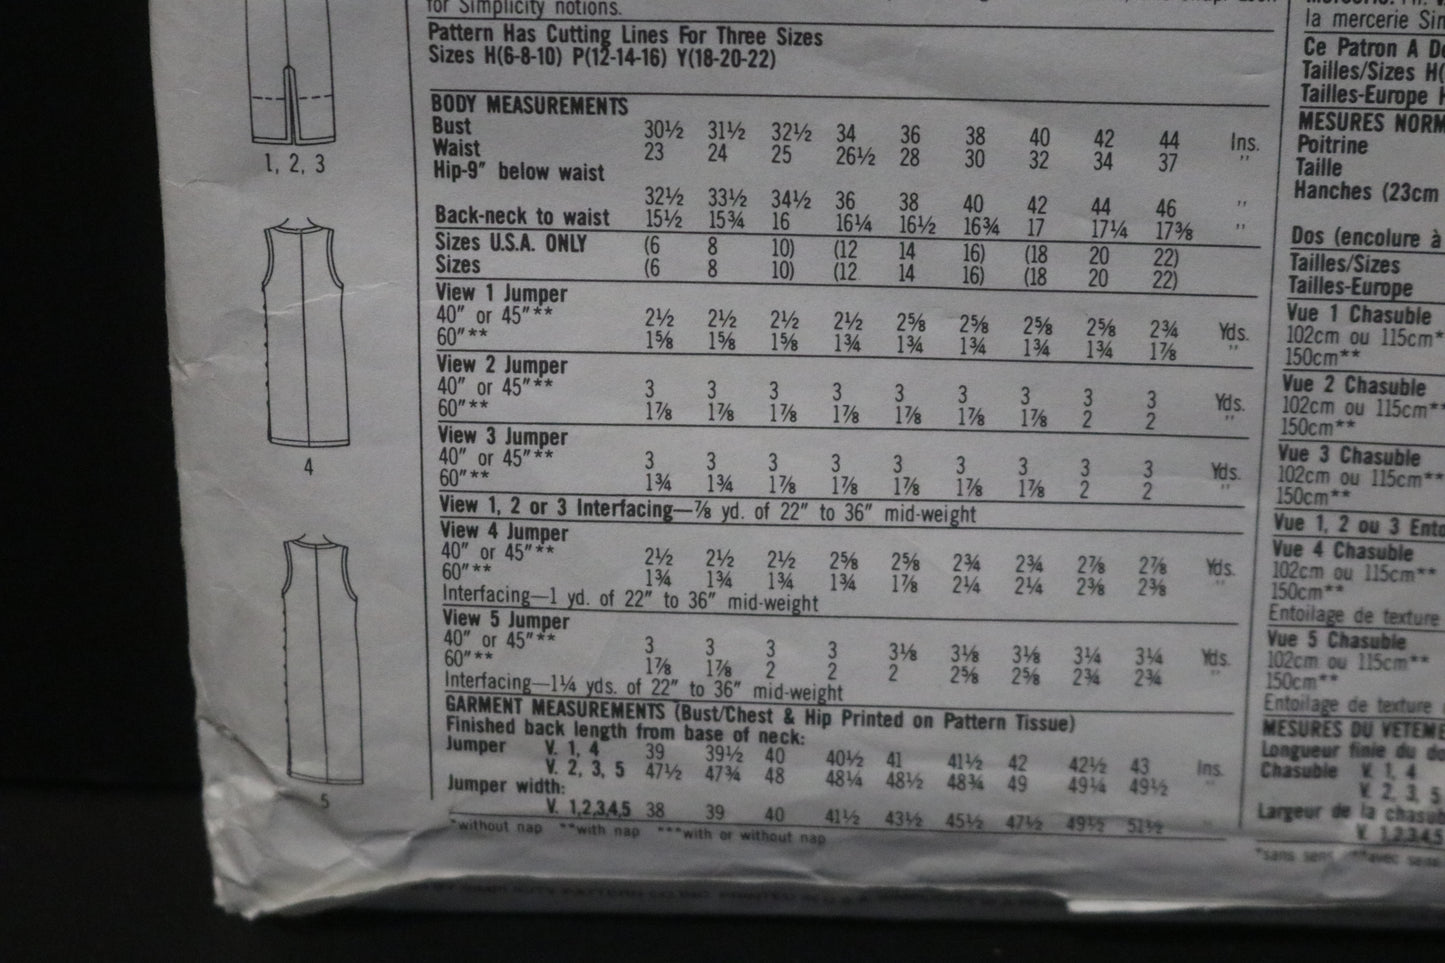 for Simplicity notions.
Pattern Has Cutting Lines For Three Sizes
Sizes H(6-8-10) P(12-14-16) Y(18-20-22)
BODY MEASUREMENTS
Bust 30½ 31½ 32½ 34 36 38 40 42 44 Ins.
Waist 23 24 25 26½ 28 30 32 34 37 "
Hip-9" below waist
32½ 33½ 34½ 36 38 40 42 44 46 "
Back-neck to waist 15½ 15¾ 16 16¼ 16½ 16¾ 17 17¼ 17⅜ "
Sizes U.S.A. ONLY (6 8 10) (12 14 16) (18 20 22)
Sizes (6 8 10) (12 14 16) (18 20 22)
View 1 Jumper
40" or 45"** 2½ 2½ 2½ 2½ 2⅝ 2⅝ 2⅝ 2⅝ 2¾ Yds.
60"** 1⅝ 1⅝ 1⅝ 1¾ 1¾ 1¾ 1¾ 1¾ 1⅞ "
View 2 Jumper
40" or 45"** 3 3 3 3 3 3 3 3 3 Yds.
60"** 1⅞ 1⅞ 1⅞ 1⅞ 1⅞ 1⅞ 1⅞ 2 2 "
View 3 Jumper
40" or 45"** 3 3 3 3 3 3 3 3 3 Yds.
60"** 1¾ 1¾ 1⅞ 1⅞ 1⅞ 1⅞ 1⅞ 2 2 "
View 1, 2 or 3 Interfacing—⅞ yd. of 22" to 36" mid-weight
View 4 Jumper
40" or 45"** 2½ 2½ 2½ 2⅝ 2⅝ 2¾ 2¾ 2⅞ 2⅞ Yds.
60"** 1¾ 1¾ 1¾ 1¾ 1⅞ 2¼ 2¼ 2⅜ 2⅜ "
Interfacing—1 yd. of 22" to 36" mid-weight
View 5 Jumper
40" or 45"** 3 3 3 3 3⅛ 3⅛ 3⅛ 3¼ 3¼ Yds.
60"** 1⅞ 1⅞ 2 2 2 2⅝ 2⅝ 2¾ 2¾ "
Interfacing—1¼ yds. of 22" to 36" mid-weight
GARMENT MEASUREMENTS (Bust/Chest & Hip Printed on Pattern Tissue)
Finished back length from base of neck:
Jumper V. 1, 4 39 39½ 40 40½ 41 41½ 42 42½ 43 Ins.
V. 2, 3, 5 47½ 47¾ 48 48¼ 48½ 48¾ 49 49¼ 49½ "
Jumper width:
V. 1,2,3,4,5 38 39 40 41½ 43½ 45½ 47½ 49½ 51½ "
*without nap **with nap ***with or without nap
1, 2, 3
4
5
la mercerie
Ce Patron A
Tailles/Sizes
Tailles-Europe
MESURES
Poitrine
Taille
Hanches (23cm
Dos (encolure à
Tailles/Sizes
Tailles-Europe
Vue 1 Chasuble
102cm ou 115cm*
150cm**
Vue 2 Chasuble
102cm ou 115cm**
150cm**
Vue 3 Chasuble
102cm ou 115cm**
150cm**
Vue 1, 2 ou 3
Vue 4 Chasuble
102cm ou 115cm**
150cm**
Entoilage de texture
Vue 5 Chasuble
102cm ou 115cm**
150cm**
Entoilage de texture
MESURES DU
Longueur finie du
Chasuble V. 1, 4
V. 2, 3, 5
Largeur de la
V. 1,2,3,4,5